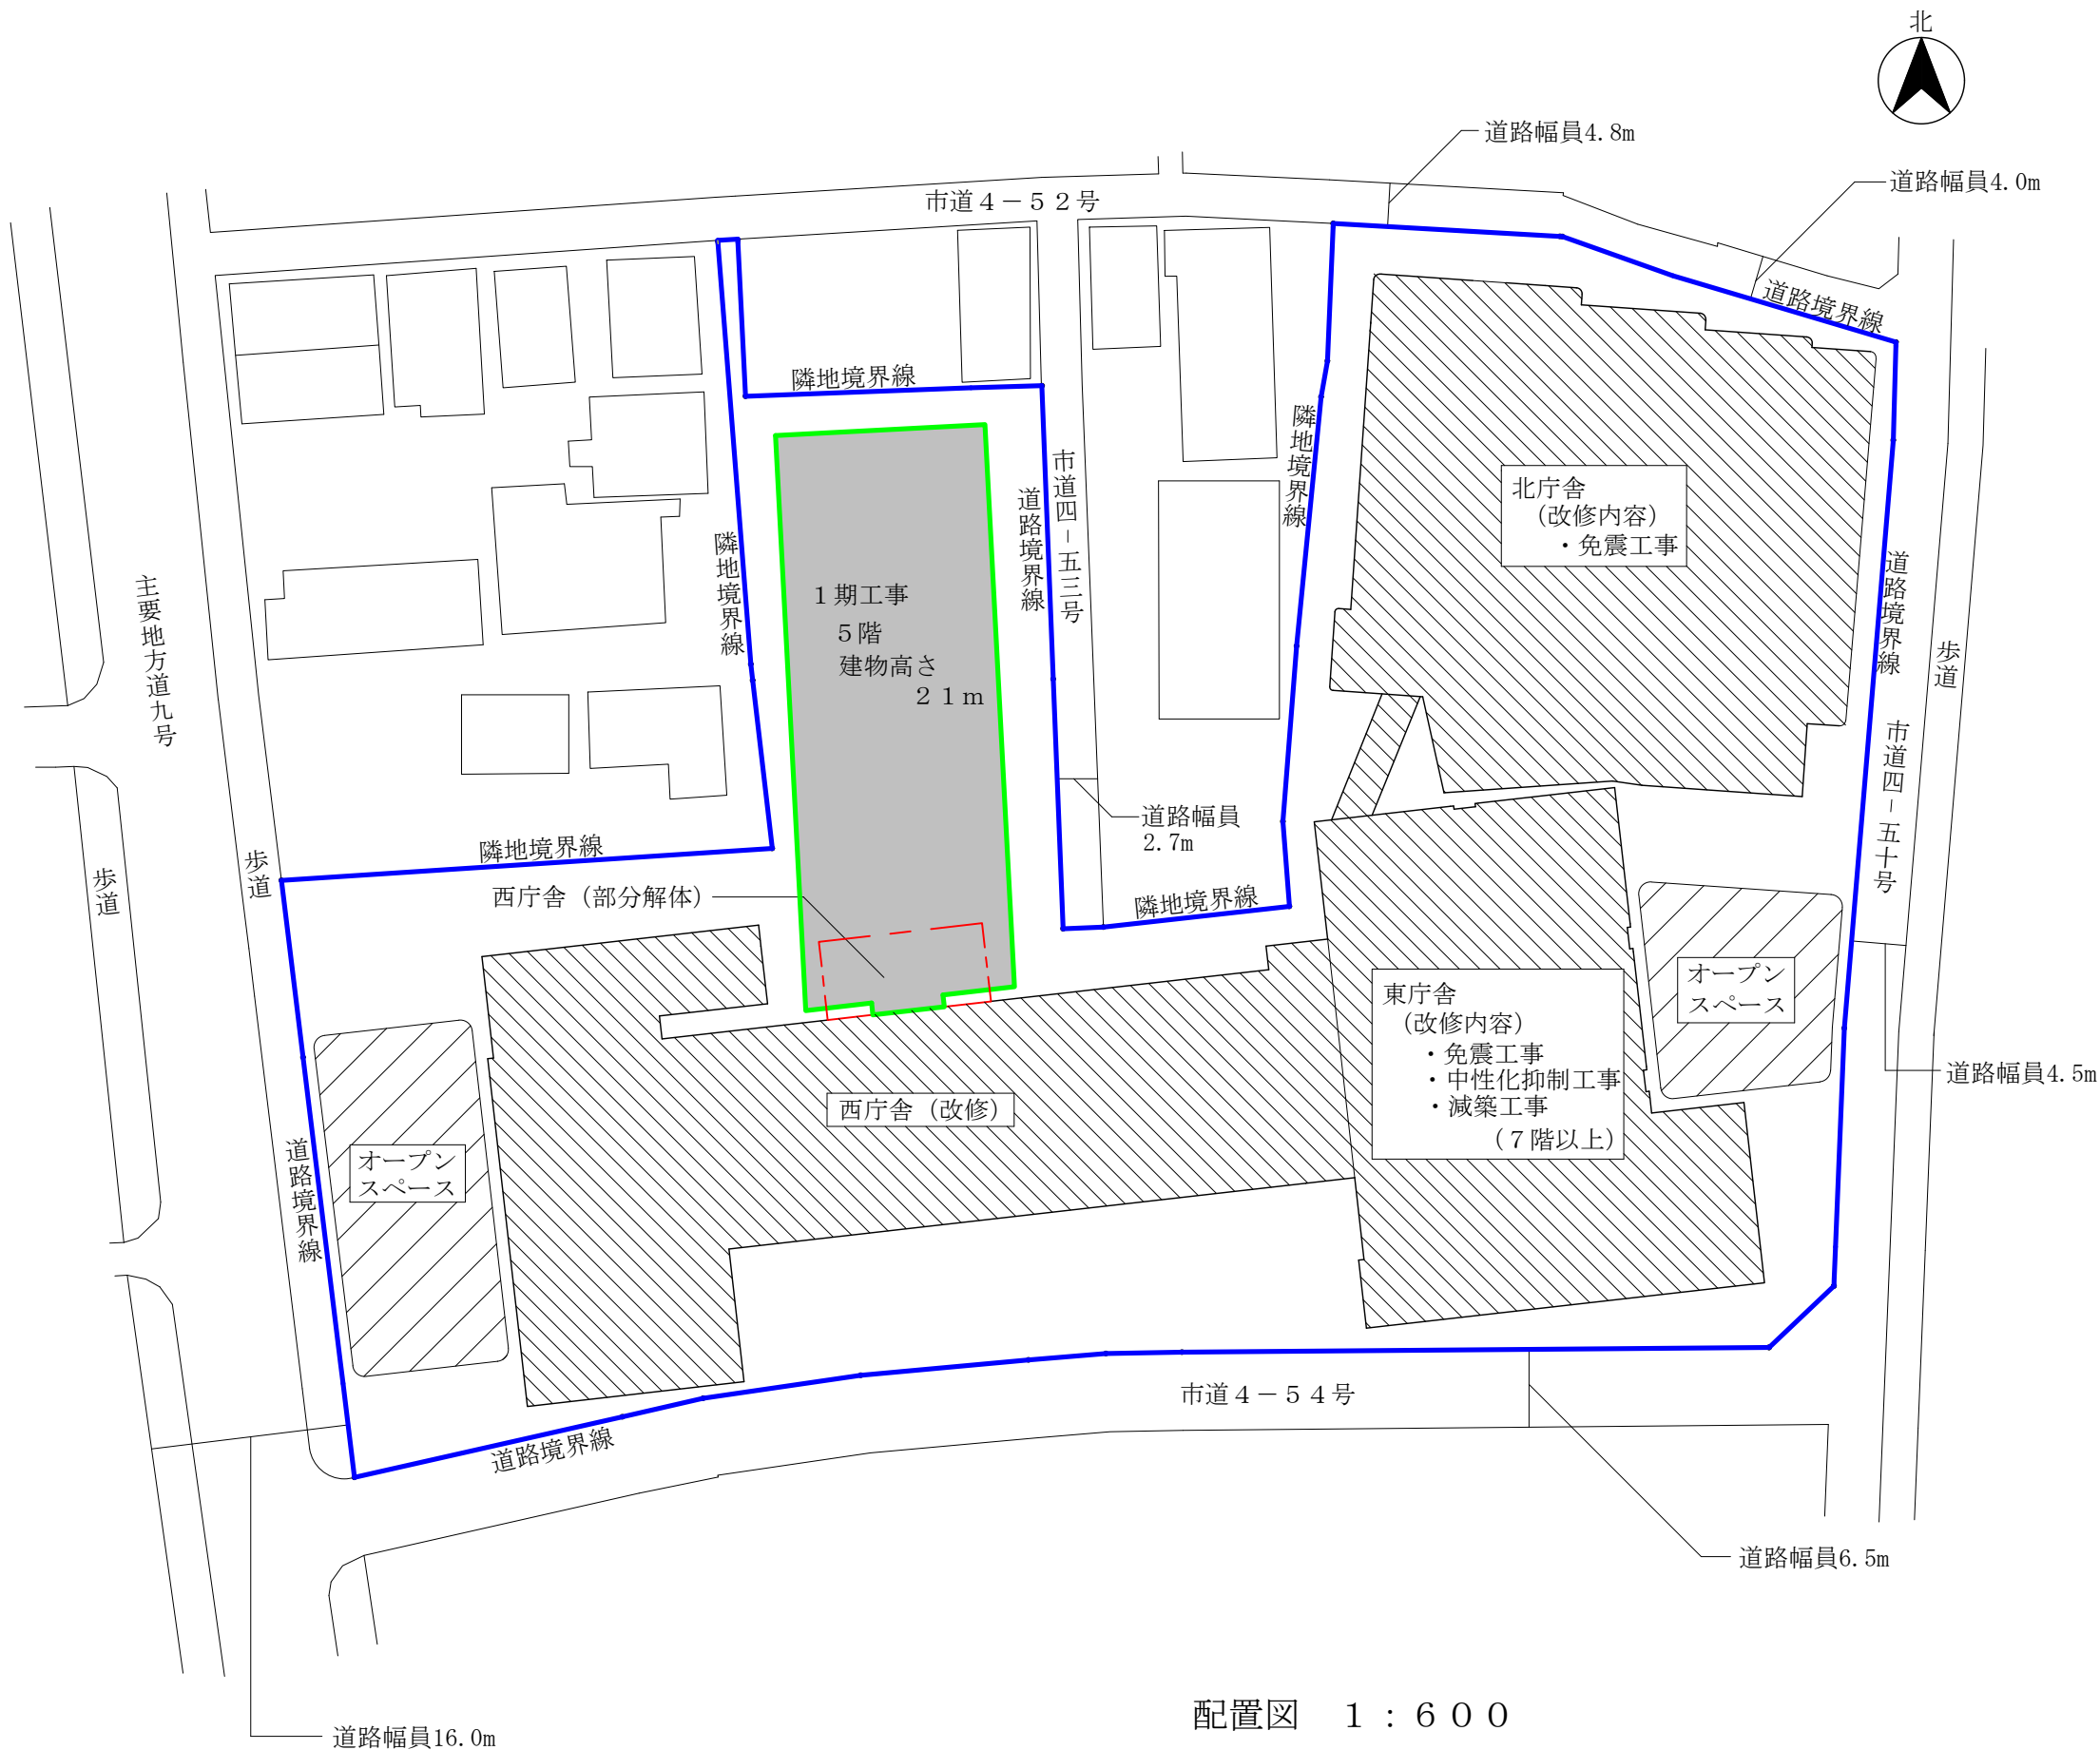 北
道路幅員4.8m
道路幅員4.0m
市道４－５２号
道路境界線
隣地境界線
隣地境界線
市道四－五三号
道路境界線
北庁舎
（改修内容）
・免震工事
隣地境界線
道路境界線
主要地方道九号
１期工事
５階
建物高さ
２１ｍ
歩道
市道四－五十号
道路幅員
2.7m
隣地境界線
歩道
歩道
西庁舎（部分解体）
隣地境界線
オープン
スペース
東庁舎
（改修内容）
・免震工事
・中性化抑制工事
・減築工事
（７階以上）
道路幅員4.5m
西庁舎（改修）
道路境界線
オープン
スペース
市道４－５４号
道路境界線
道路幅員6.5m
配置図　１：６００
道路幅員16.0m